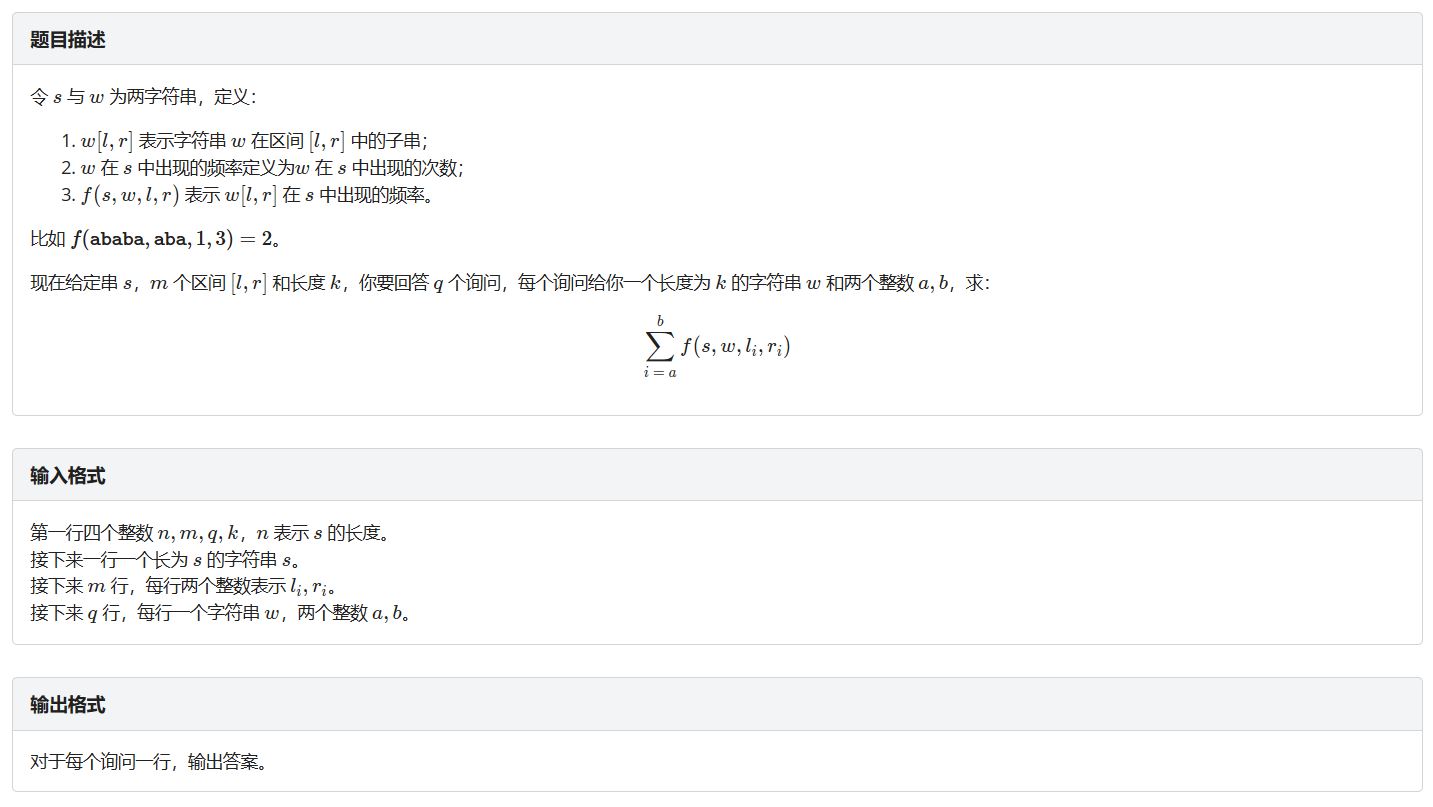 题目描述
令 s 与 w 为两字符串，定义：
1. w[l, r] 表示字符串 w 在区间 [l, r] 中的子串；
2. w 在 s 中出现的频率定义为w 在 s 中出现的次数；
3. f(s, w, l, r) 表示 w[l, r] 在 s 中出现的频率。
比如 f(ababa, aba, 1, 3) = 2。
现在给定串 s，m 个区间 [l, r] 和长度 k，你要回答 q 个询问，每个询问给你一个长度为 k 的字符串 w 和两个整数 a, b，求：
b
∑ f(s, w, l_i, r_i)
i = a
输入格式
第一行四个整数 n, m, q, k，n 表示 s 的长度。
接下来一行一个长为 s 的字符串 s。
接下来 m 行，每行两个整数表示 l_i, r_i。
接下来 q 行，每行一个字符串 w，两个整数 a, b。
输出格式
对于每个询问一行，输出答案。